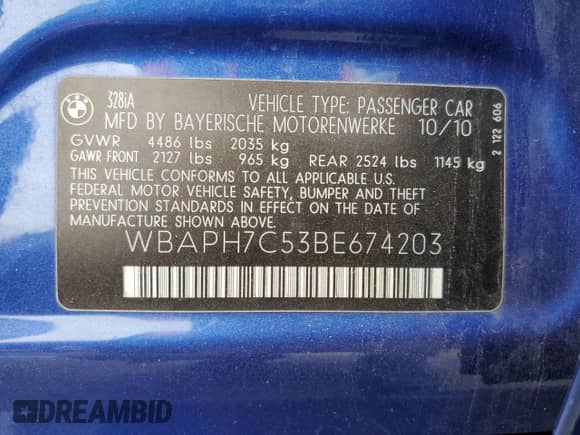 BMW
328iA VEHICLE TYPE: PASSENGER CAR
MFD BY BAYERISCHE MOTORENWERKE 10/10
GVWR 4486 lbs 2035 kg
GAWR FRONT 2127 lbs 965 kg REAR 2524 lbs 1145 kg
THIS VEHICLE CONFORMS TO ALL APPLICABLE U.S.
FEDERAL MOTOR VEHICLE SAFETY, BUMPER AND THEFT
PREVENTION STANDARDS IN EFFECT ON THE DATE OF
MANUFACTURE SHOWN ABOVE.
WBAPH7C53BE674203
2 122 606
DREAMBID